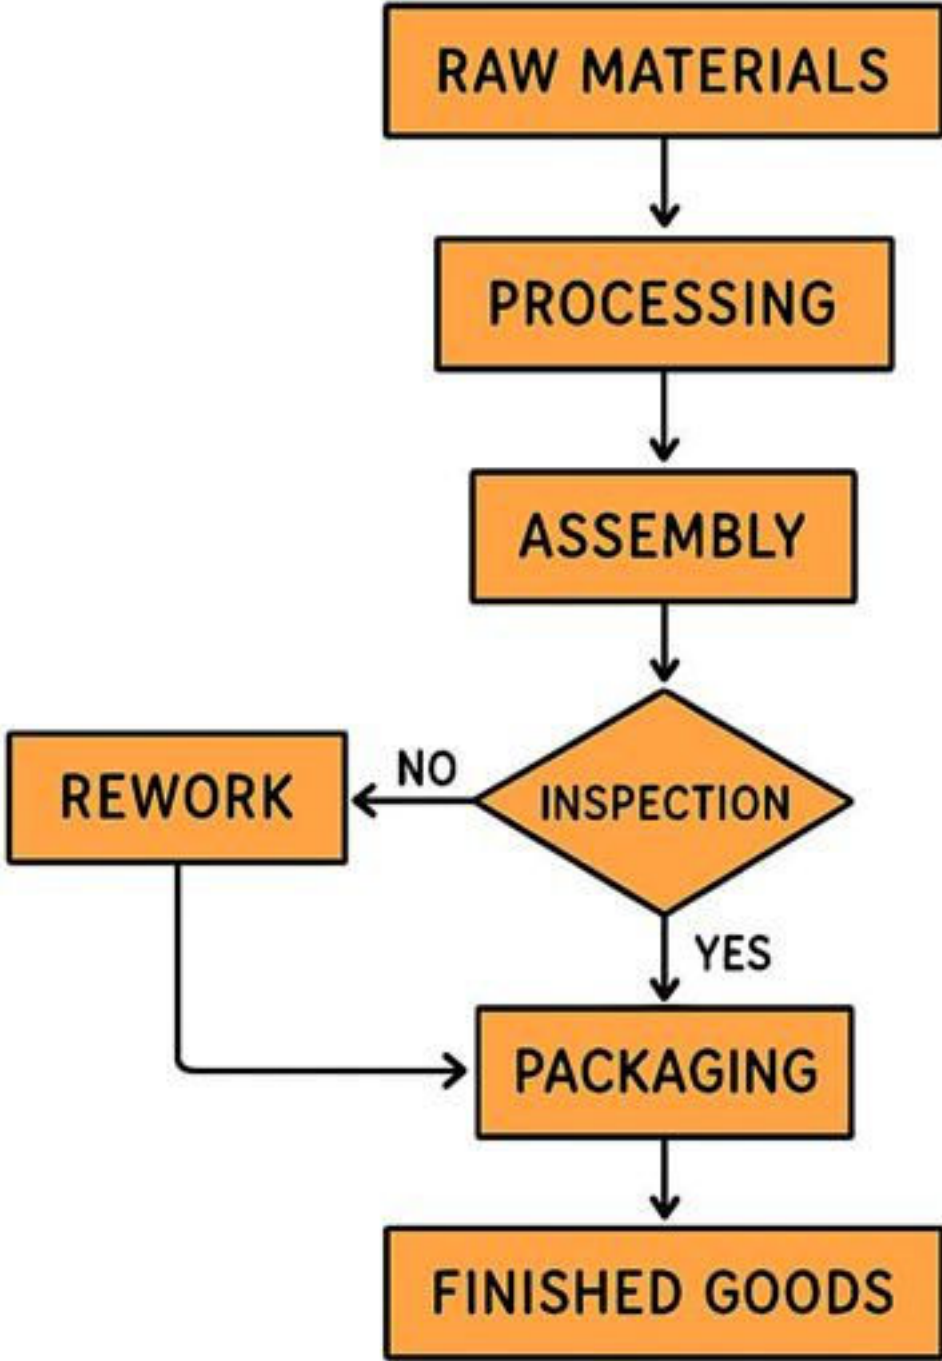 RAW MATERIALS
PROCESSING
ASSEMBLY
REWORK
NO
INSPECTION
YES
PACKAGING
FINISHED GOODS